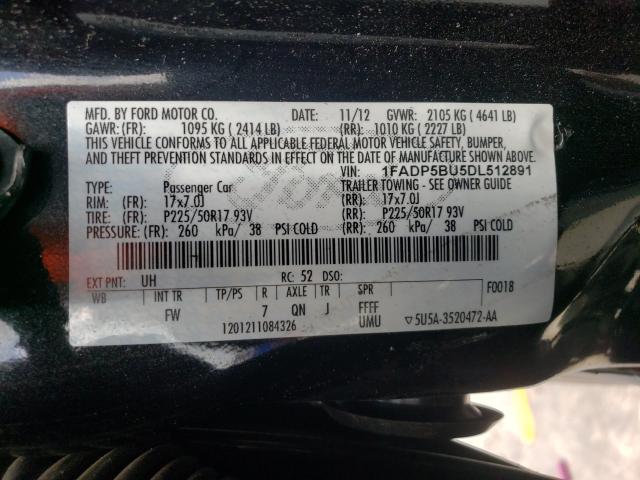 MFD. BY FORD MOTOR CO. DATE: 11/12 GVWR: 2105 KG ( 4641 LB)
GAWR: (FR): 1095 KG ( 2414 LB) (RR): 1010 KG ( 2227 LB)
THIS VEHICLE CONFORMS TO ALL APPLICABLE FEDERAL MOTOR VEHICLE SAFETY, BUMPER,
AND THEFT PREVENTION STANDARDS IN EFFECT ON THE DATE OF MANUFACTURE SHOWN ABOVE.
VIN: 1FADP5BU5DL512891
TYPE: Passenger Car TRAILER TOWING - SEE OWNER GUIDE
RIM: (FR): 17x7.0J (RR): 17x7.0J
TIRE: (FR): P225/50R17 93V (RR): P225/50R17 93V
PRESSURE: (FR): 260 kPa/ 38 PSI COLD (RR): 260 kPa/ 38 PSI COLD
EXT PNT: UH RC: 52 DSO: F0018
WB INT TR TP/PS R AXLE TR SPR
FW 7 QN J FFFF
1201211084326 UMU ▽5U5A-3520472-AA